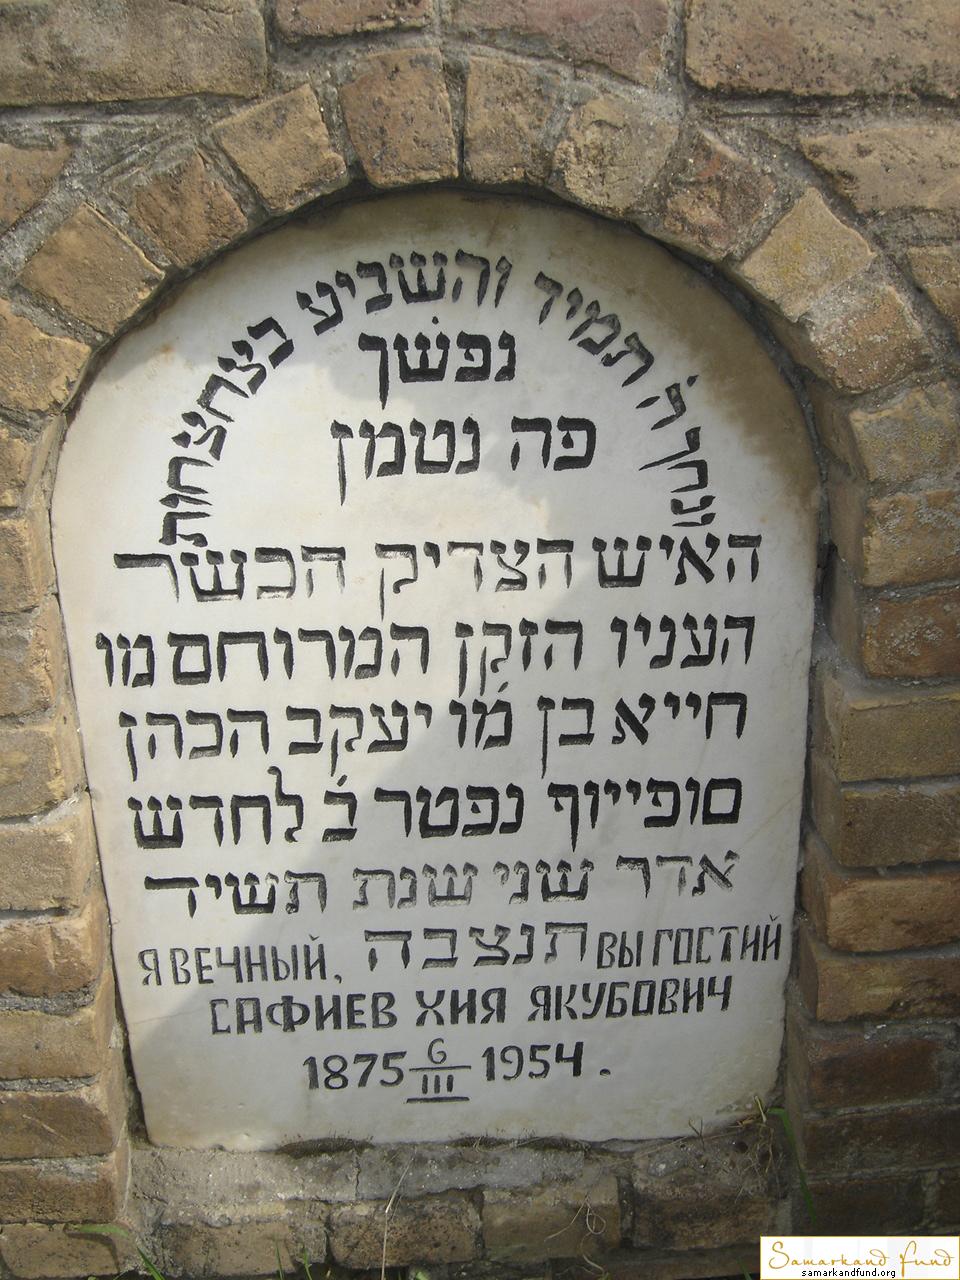 ונחך ה' תמיד והשביע בצחצחות
נפשך
פה נטמן
האיש הצדיק הכשר
העניו הזקן המרוחם מו
חייא בן מו יעקב הכהן
סופייוף נפטר ב לחדש
אדר שני שנת תשיד
Я ВЕЧНЫЙ, תנצבה ВЫ ГОСТИЙ
САФИЕВ ХИЯ ЯКУБОВИЧ
1875 6/III 1954.
Samarkand Fund
samarkandfund.org